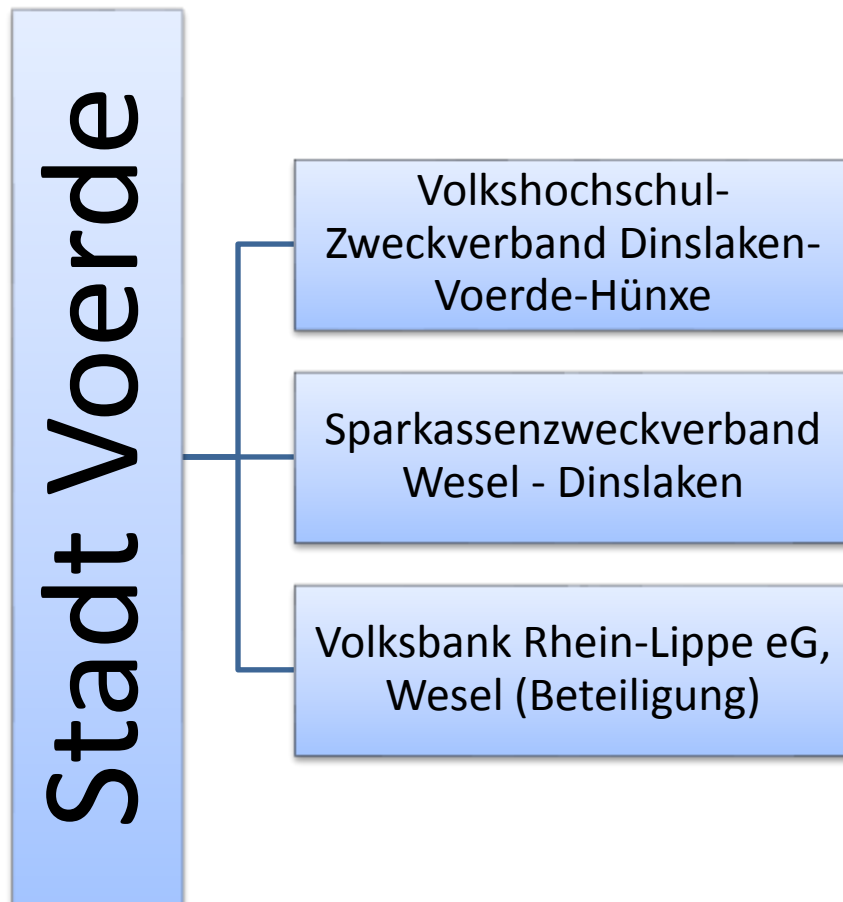 Stadt Voerde
Volkshochschul-
Zweckverband Dinslaken-
Voerde-Hünxe
Sparkassenzweckverband
Wesel - Dinslaken
Volksbank Rhein-Lippe eG,
Wesel (Beteiligung)